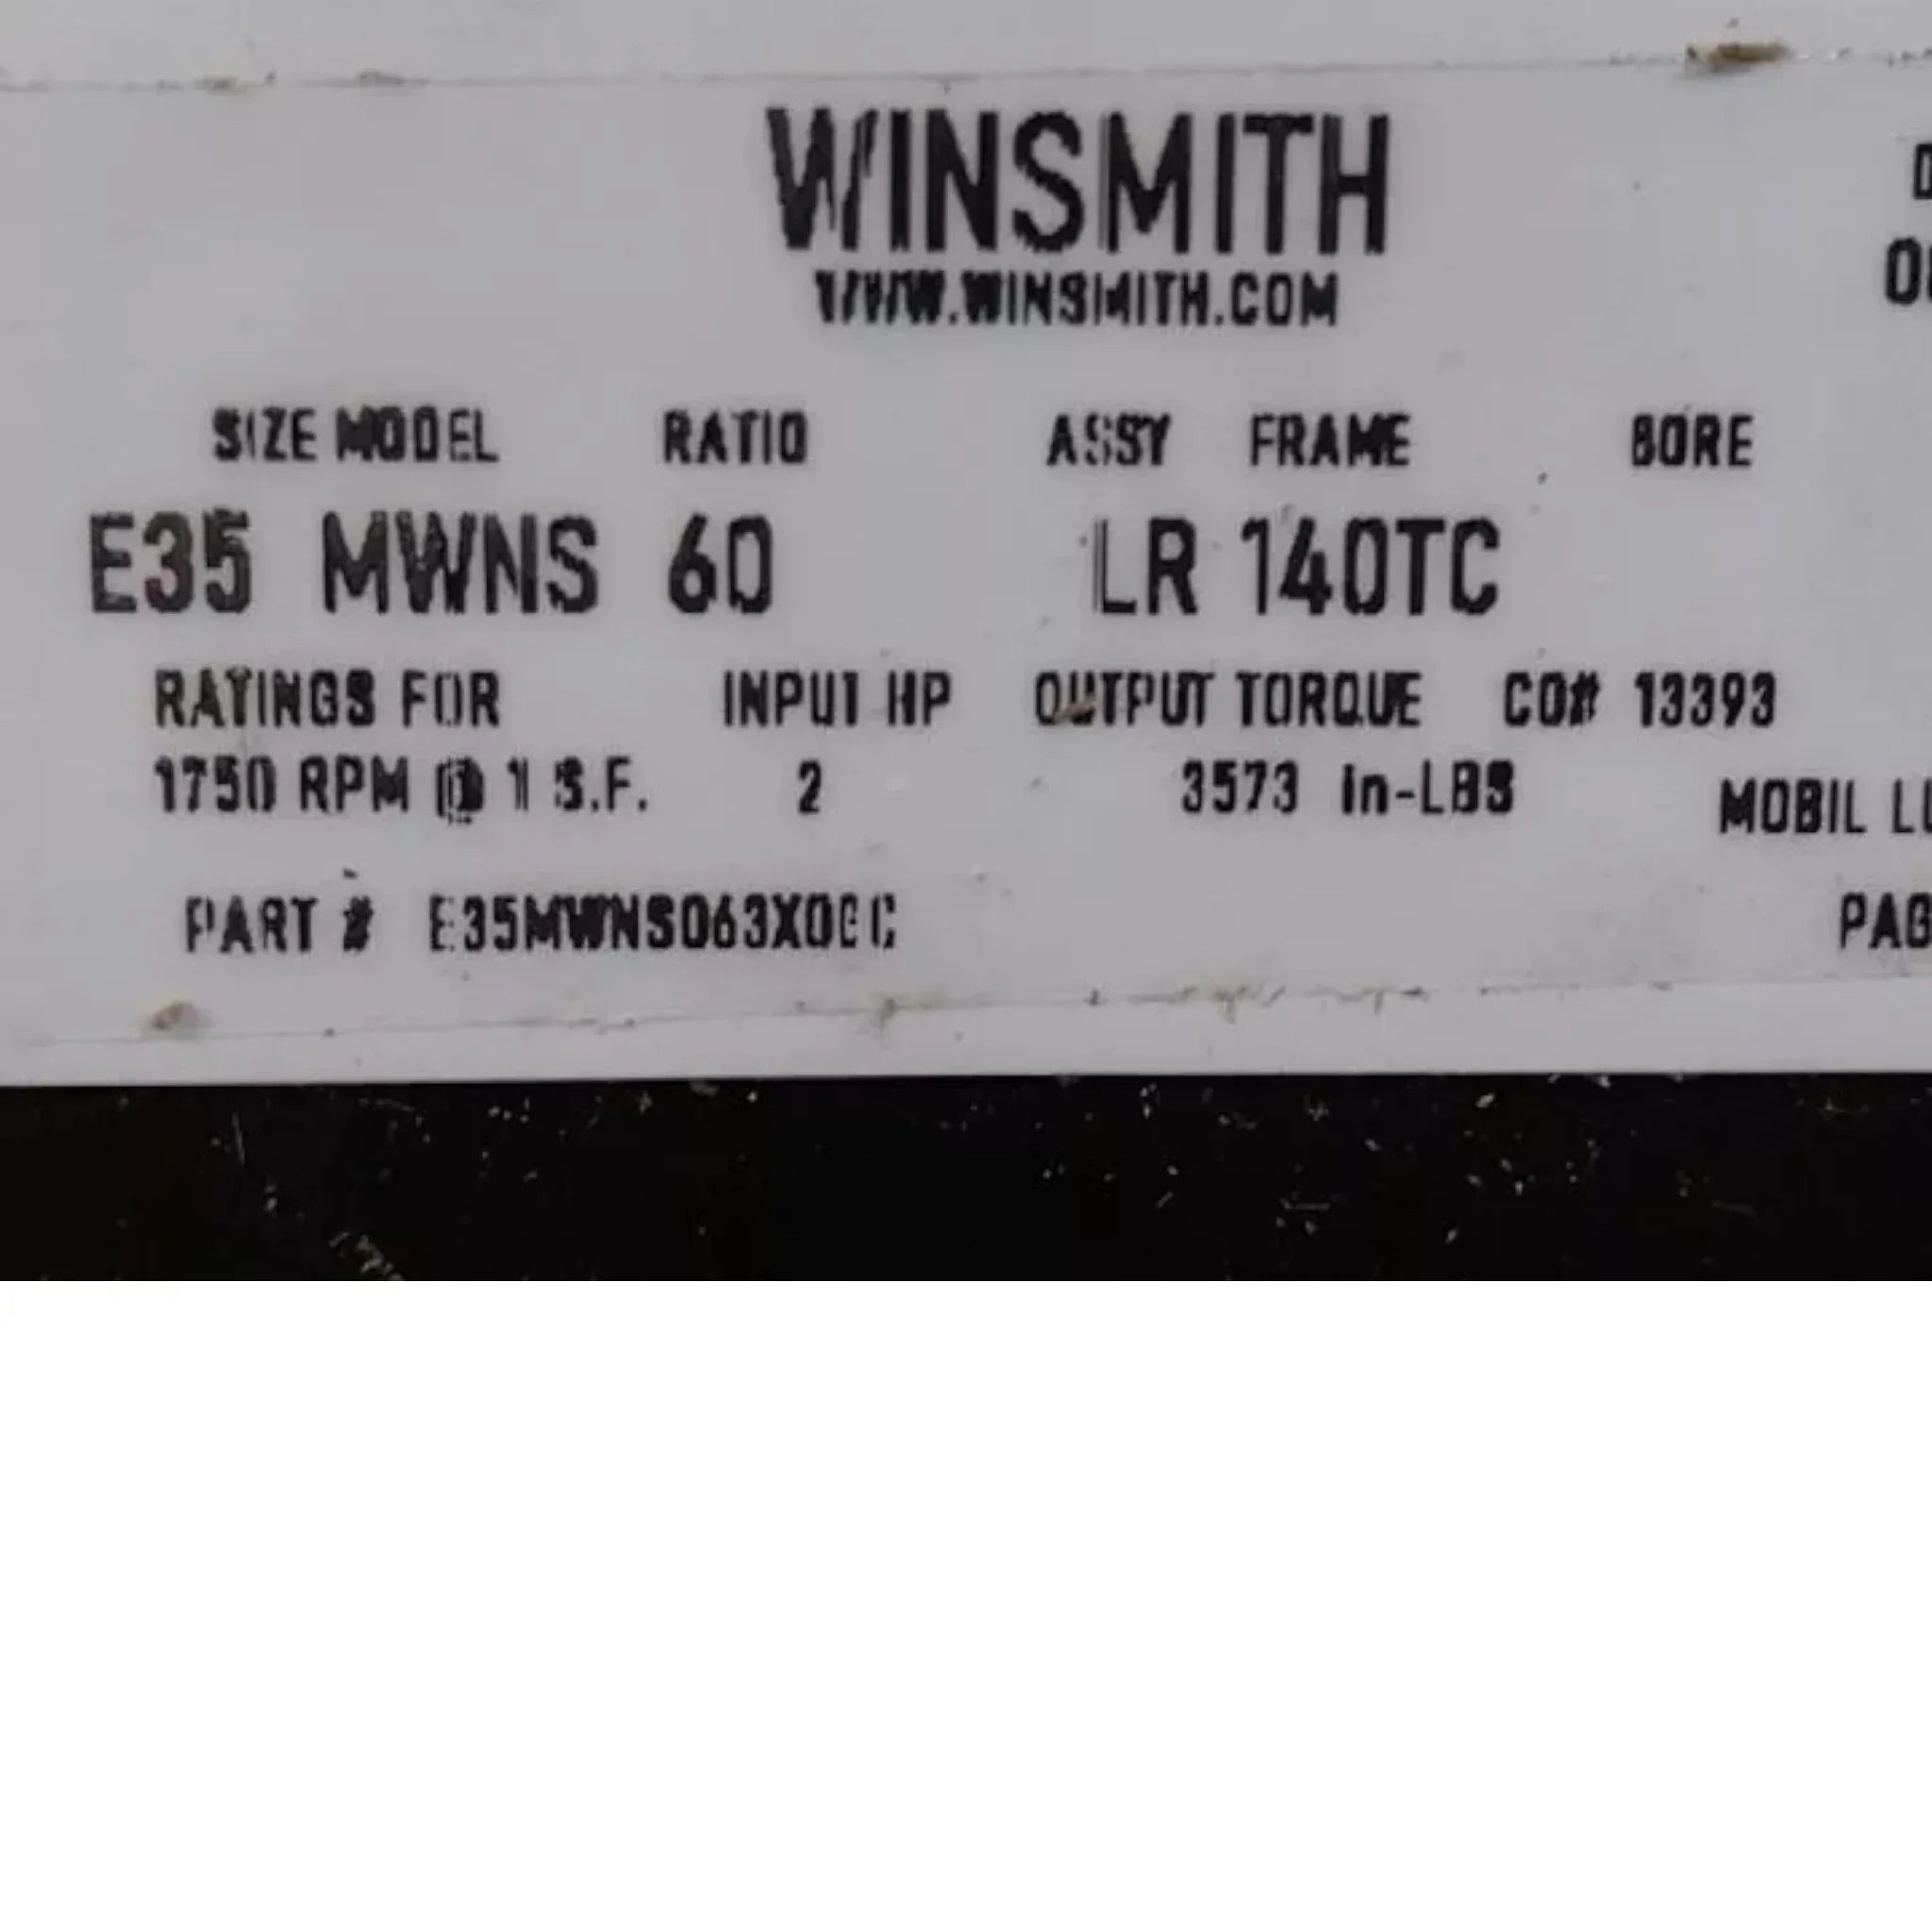 WINSMITH
WWW.WINSMITH.COM
SIZE MODEL RATIO ASSY FRAME BORE
E35 MWNS 60 LR 140TC
RATINGS FOR INPUT HP OUTPUT TORQUE CO# 13393
1750 RPM @ 1 S.F. 2 3573 in-LBS MOBIL
PART #